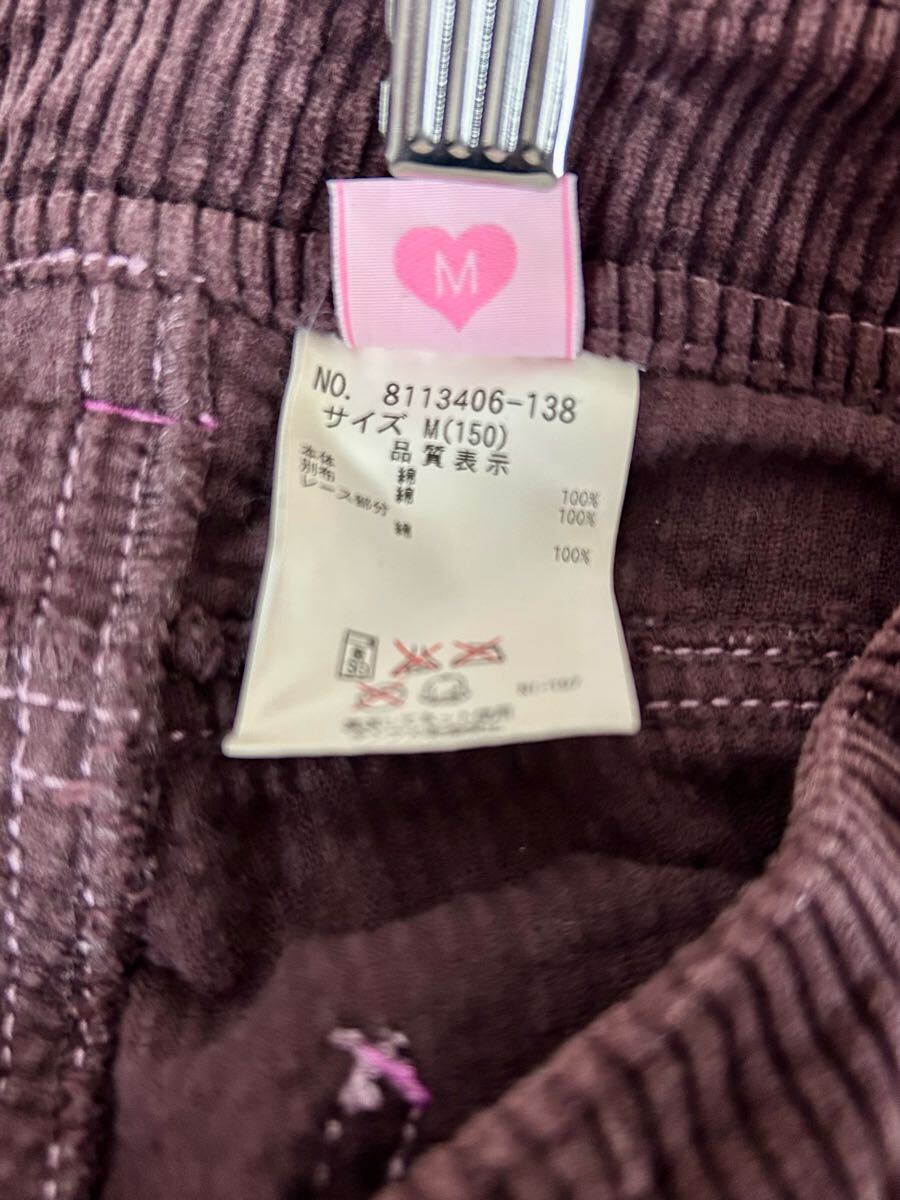 M
NO. 8113406-138
サイズ M(150)
品質表示
本体 綿 100%
別布 綿 100%
レース部分
綿 100%